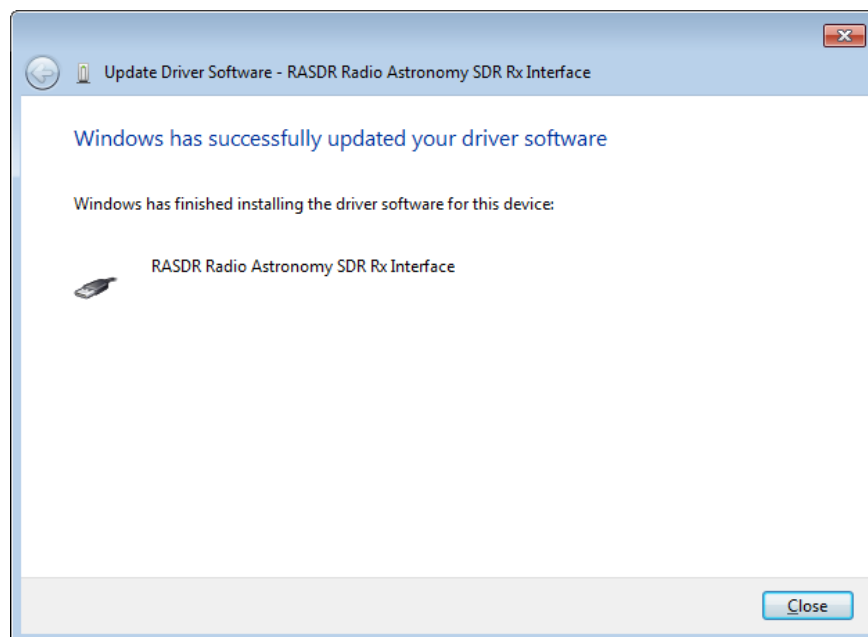 Update Driver Software - RASDR Radio Astronomy SDR Rx Interface
Windows has successfully updated your driver software
Windows has finished installing the driver software for this device:
RASDR Radio Astronomy SDR Rx Interface
Close